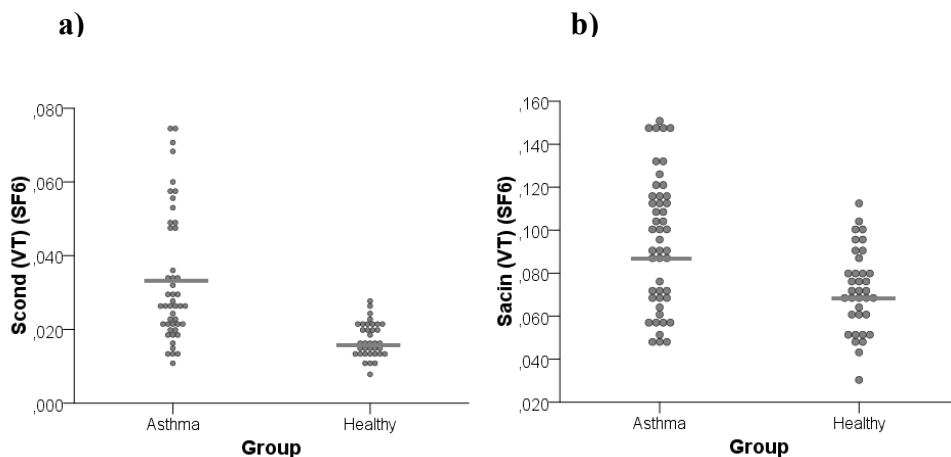 a)
b)
,080
,060
,040
,020
,000
Scond (VT) (SF6)
Asthma
Healthy
Group
,160
,140
,120
,100
,080
,060
,040
,020
Sacin (VT) (SF6)
Asthma
Healthy
Group